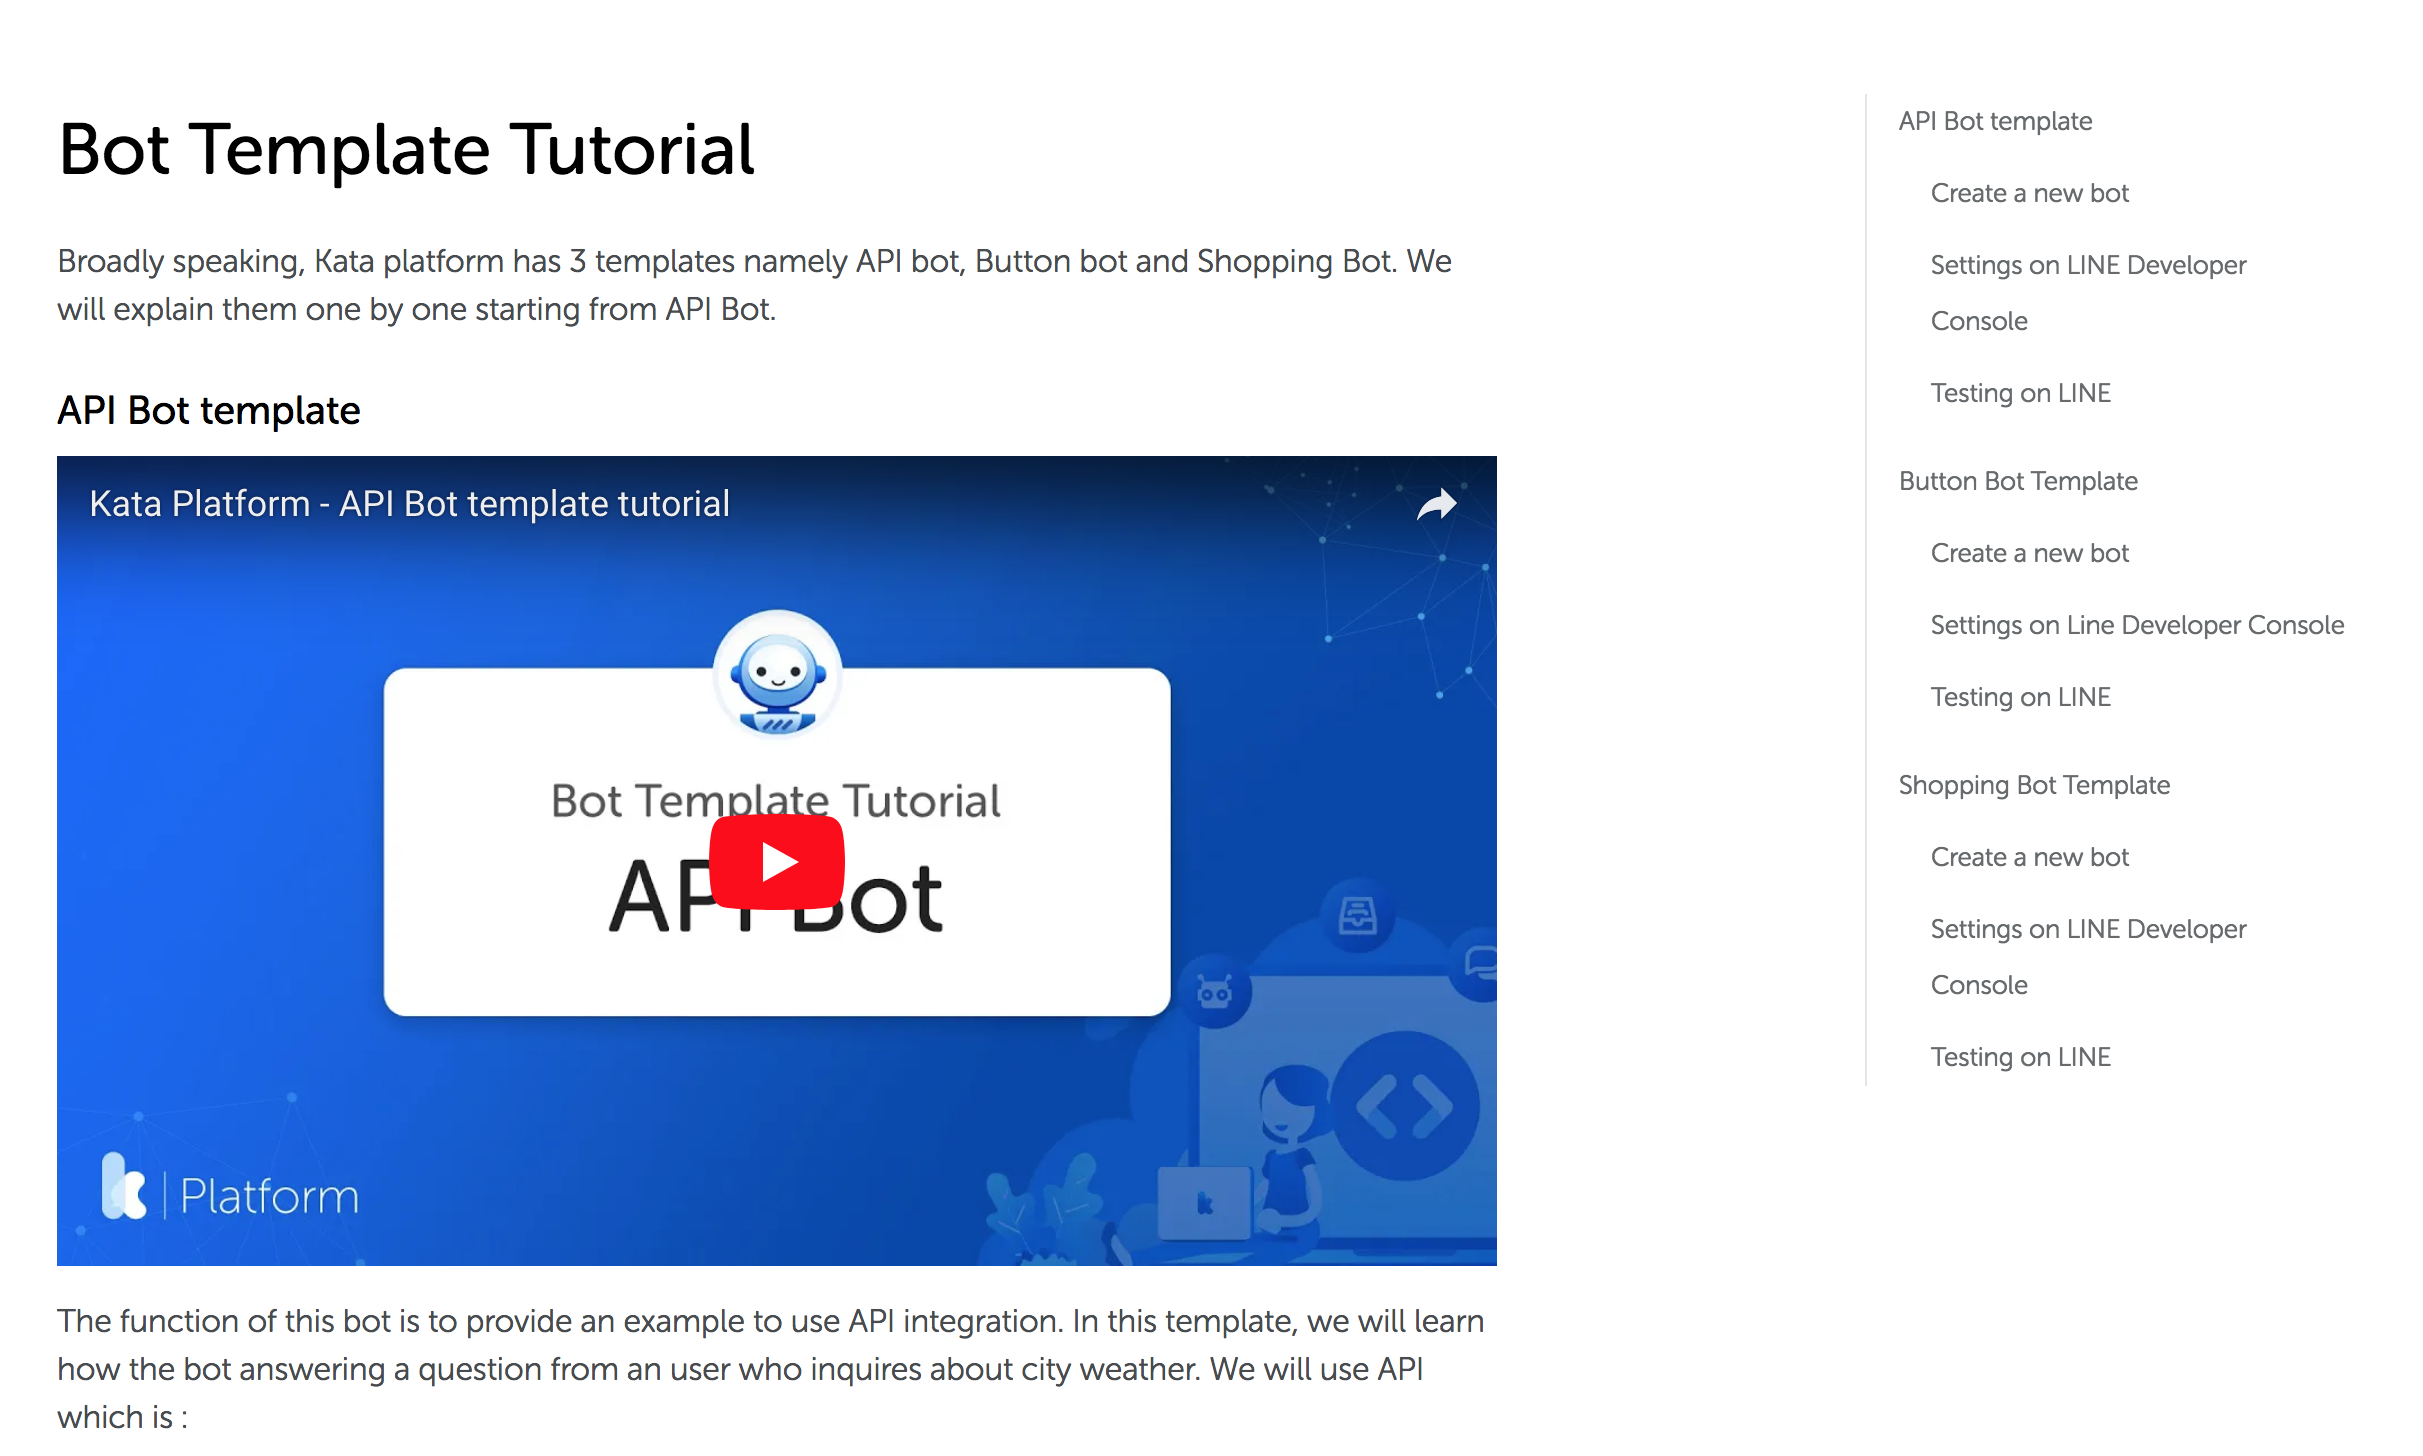 Bot Template Tutorial
Broadly speaking, Kata platform has 3 templates namely API bot, Button bot and Shopping Bot. We
will explain them one by one starting from API Bot.
API Bot template
Kata Platform - API Bot template tutorial
Bot Template Tutorial
API Bot
k | Platform
k
The function of this bot is to provide an example to use API integration. In this template, we will learn
how the bot answering a question from an user who inquires about city weather. We will use API
which is :
API Bot template
Create a new bot
Settings on LINE Developer
Console
Testing on LINE
Button Bot Template
Create a new bot
Settings on Line Developer Console
Testing on LINE
Shopping Bot Template
Create a new bot
Settings on LINE Developer
Console
Testing on LINE